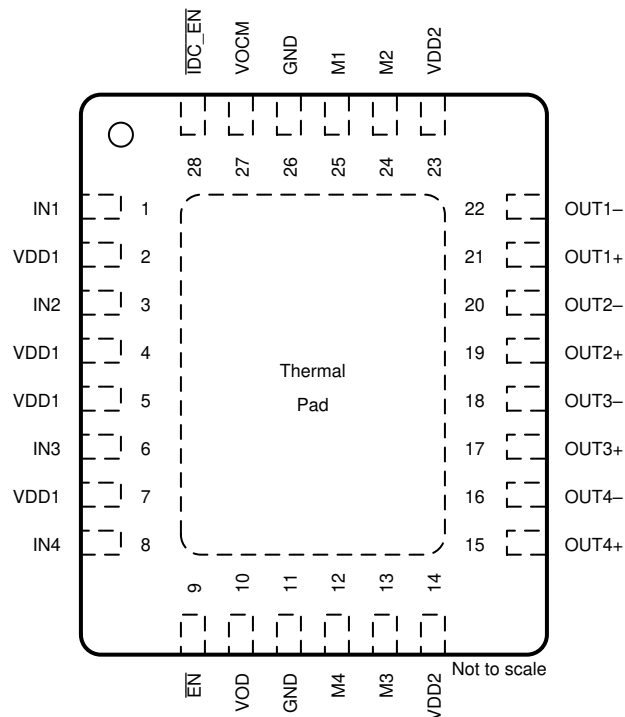 IDC_EN
VOCM
GND
M1
M2
VDD2
28
27
26
25
24
23
IN1 1 22 OUT1–
VDD1 2 21 OUT1+
IN2 3 20 OUT2–
VDD1 4 19 OUT2+
Thermal
VDD1 5 18 OUT3–
Pad
IN3 6 17 OUT3+
VDD1 7 16 OUT4–
IN4 8 15 OUT4+
9
10
11
12
13
14
Not to scale
EN
VOD
GND
M4
M3
VDD2